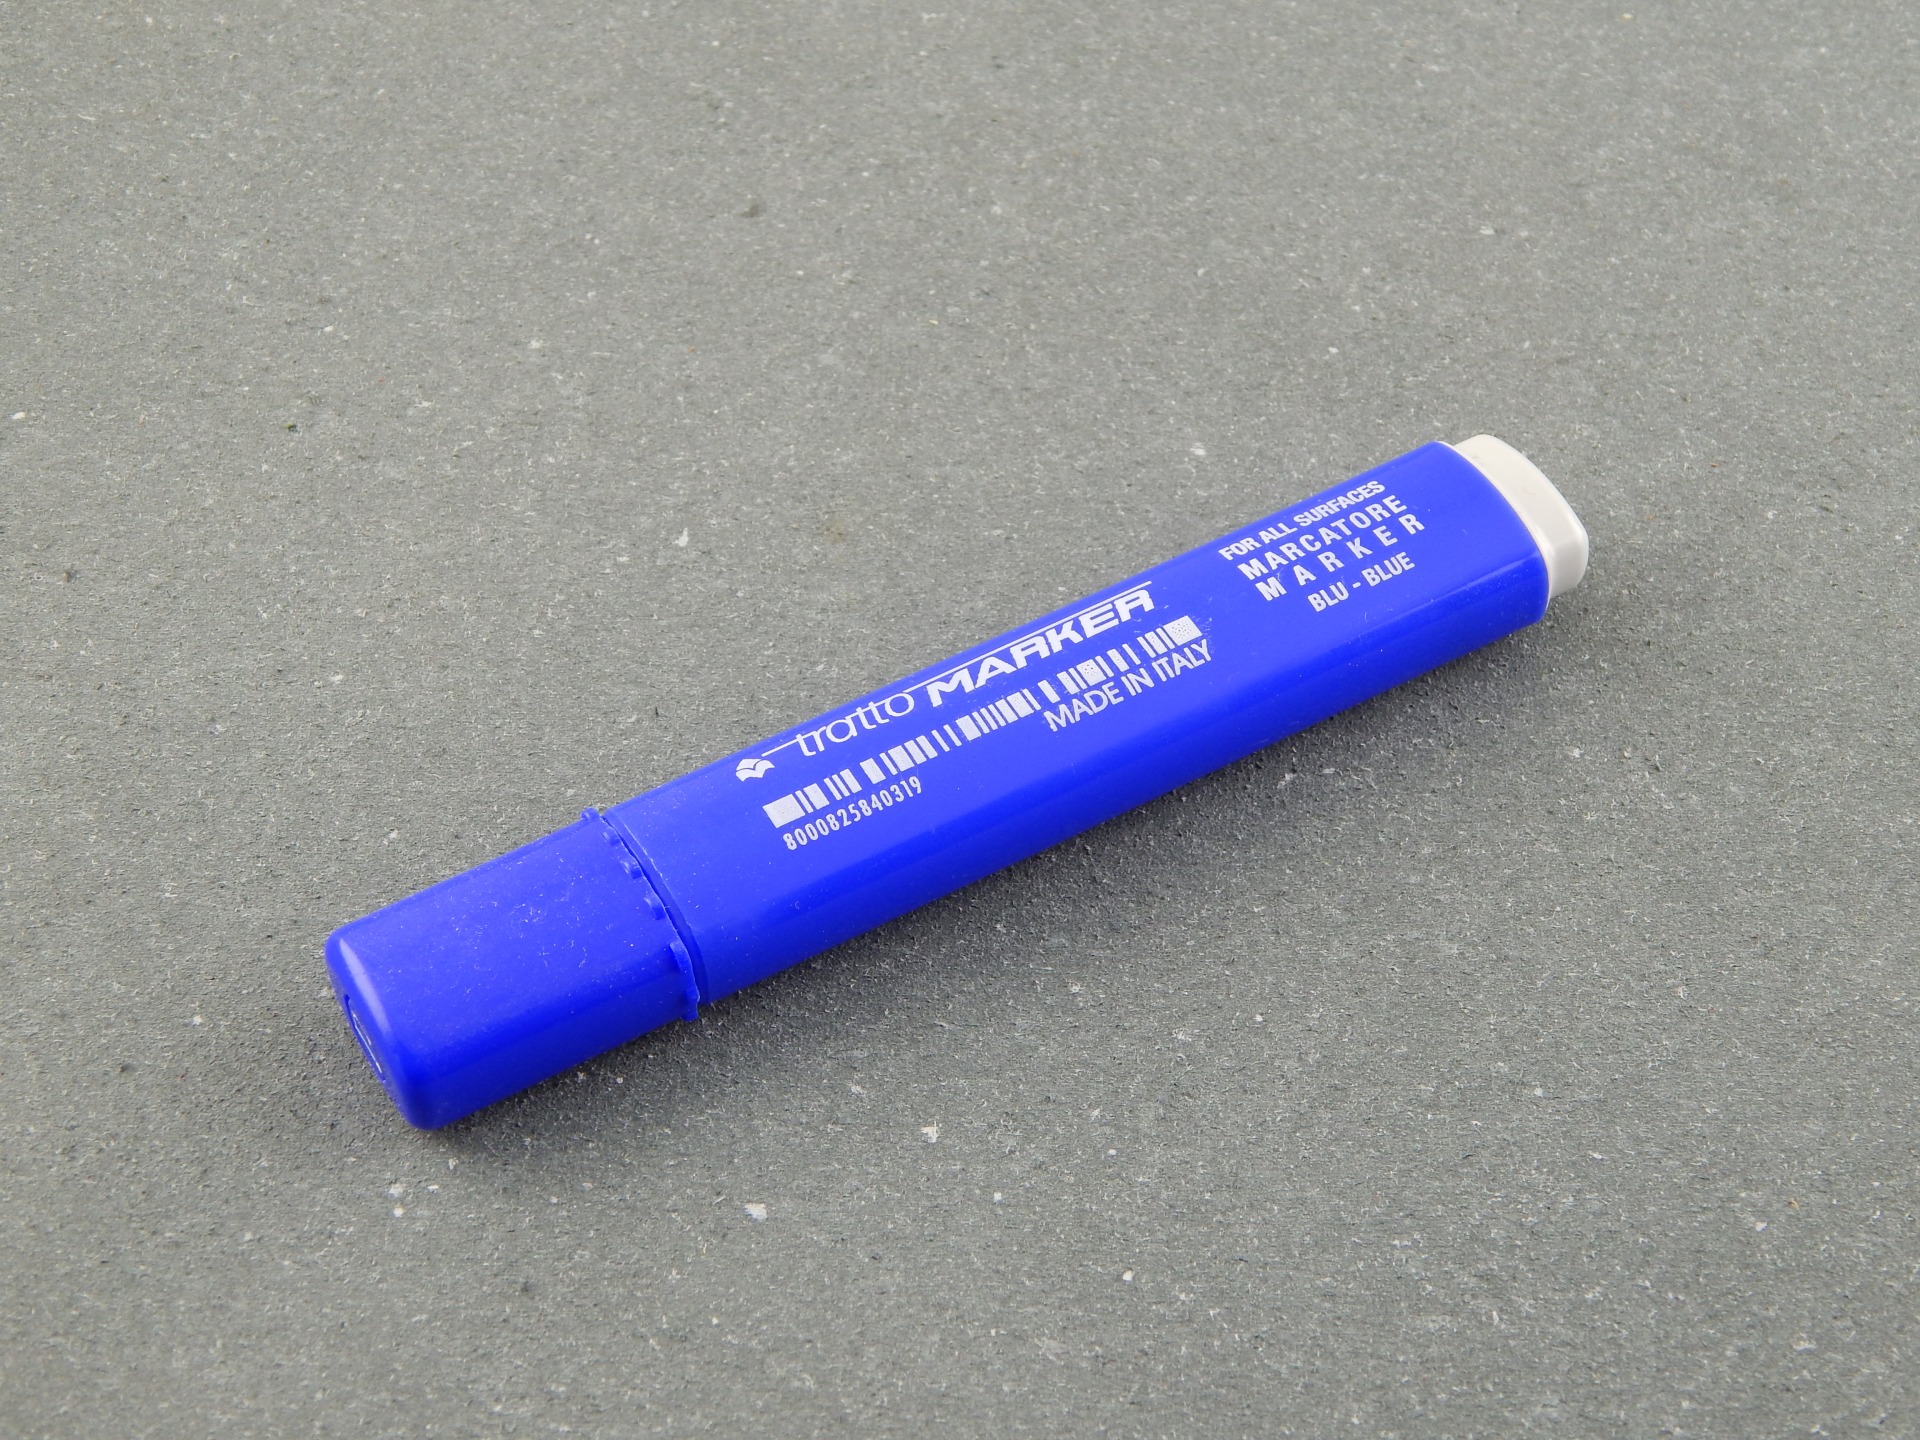 tratto MARKER
8000825840319
MADE IN ITALY
FOR ALL SURFACES
MARCATORE
MARKER
BLU - BLUE